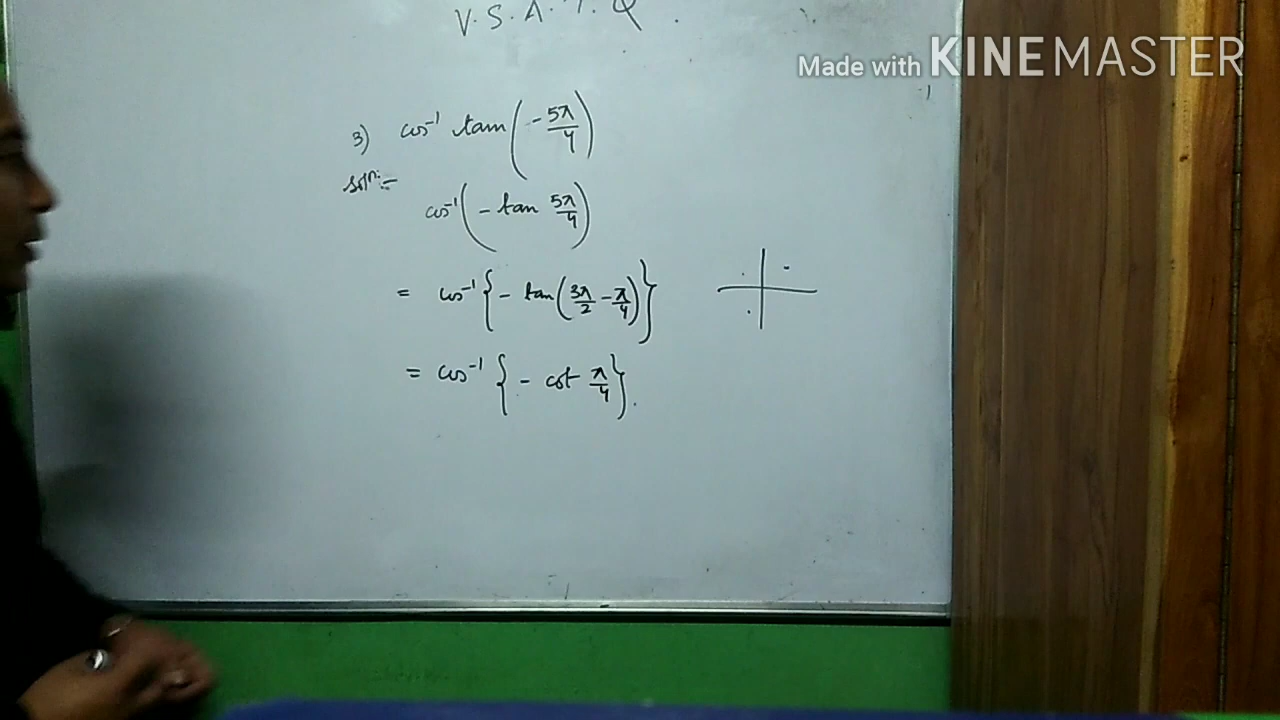 V. S. A. T. Q.
Made with KINEMASTER
3) cos⁻¹ tan(-5π/4)
Solⁿ:-
cos⁻¹(- tan 5π/4)
= cos⁻¹{- tan(3π/2 - π/4)}
= cos⁻¹{- cot π/4}.